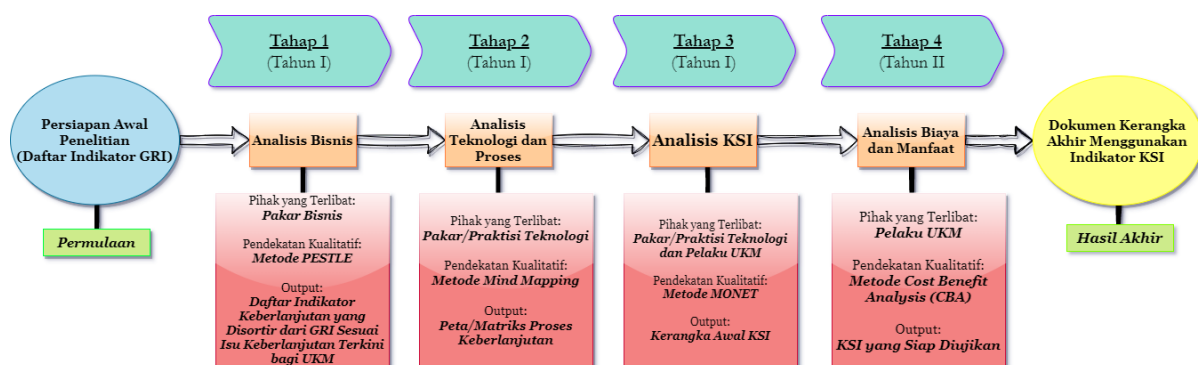 Tahap 1
(Tahun I)
Tahap 2
(Tahun I)
Tahap 3
(Tahun I)
Tahap 4
(Tahun II)
Persiapan Awal
Penelitian
(Daftar Indikator GRI)
Permulaan
Analisis Bisnis
Analisis
Teknologi dan
Proses
Analisis KSI
Analisis Biaya
dan Manfaat
Dokumen Kerangka
Akhir Menggunakan
Indikator KSI
Hasil Akhir
Pihak yang Terlibat:
Pakar Bisnis
Pendekatan Kualitatif:
Metode PESTLE
Output:
Daftar Indikator
Keberlanjutan yang
Disortir dari GRI Sesuai
Isu Keberlanjutan Terkini
bagi UKM
Pihak yang Terlibat:
Pakar/Praktisi Teknologi
Pendekatan Kualitatif:
Metode Mind Mapping
Output:
Peta/Matriks Proses
Keberlanjutan
Pihak yang Terlibat:
Pakar/Praktisi Teknologi
dan Pelaku UKM
Pendekatan Kualitatif:
Metode MONET
Output:
Kerangka Awal KSI
Pihak yang Terlibat:
Pelaku UKM
Pendekatan Kualitatif:
Metode Cost Benefit
Analysis (CBA)
Output:
KSI yang Siap Diujikan